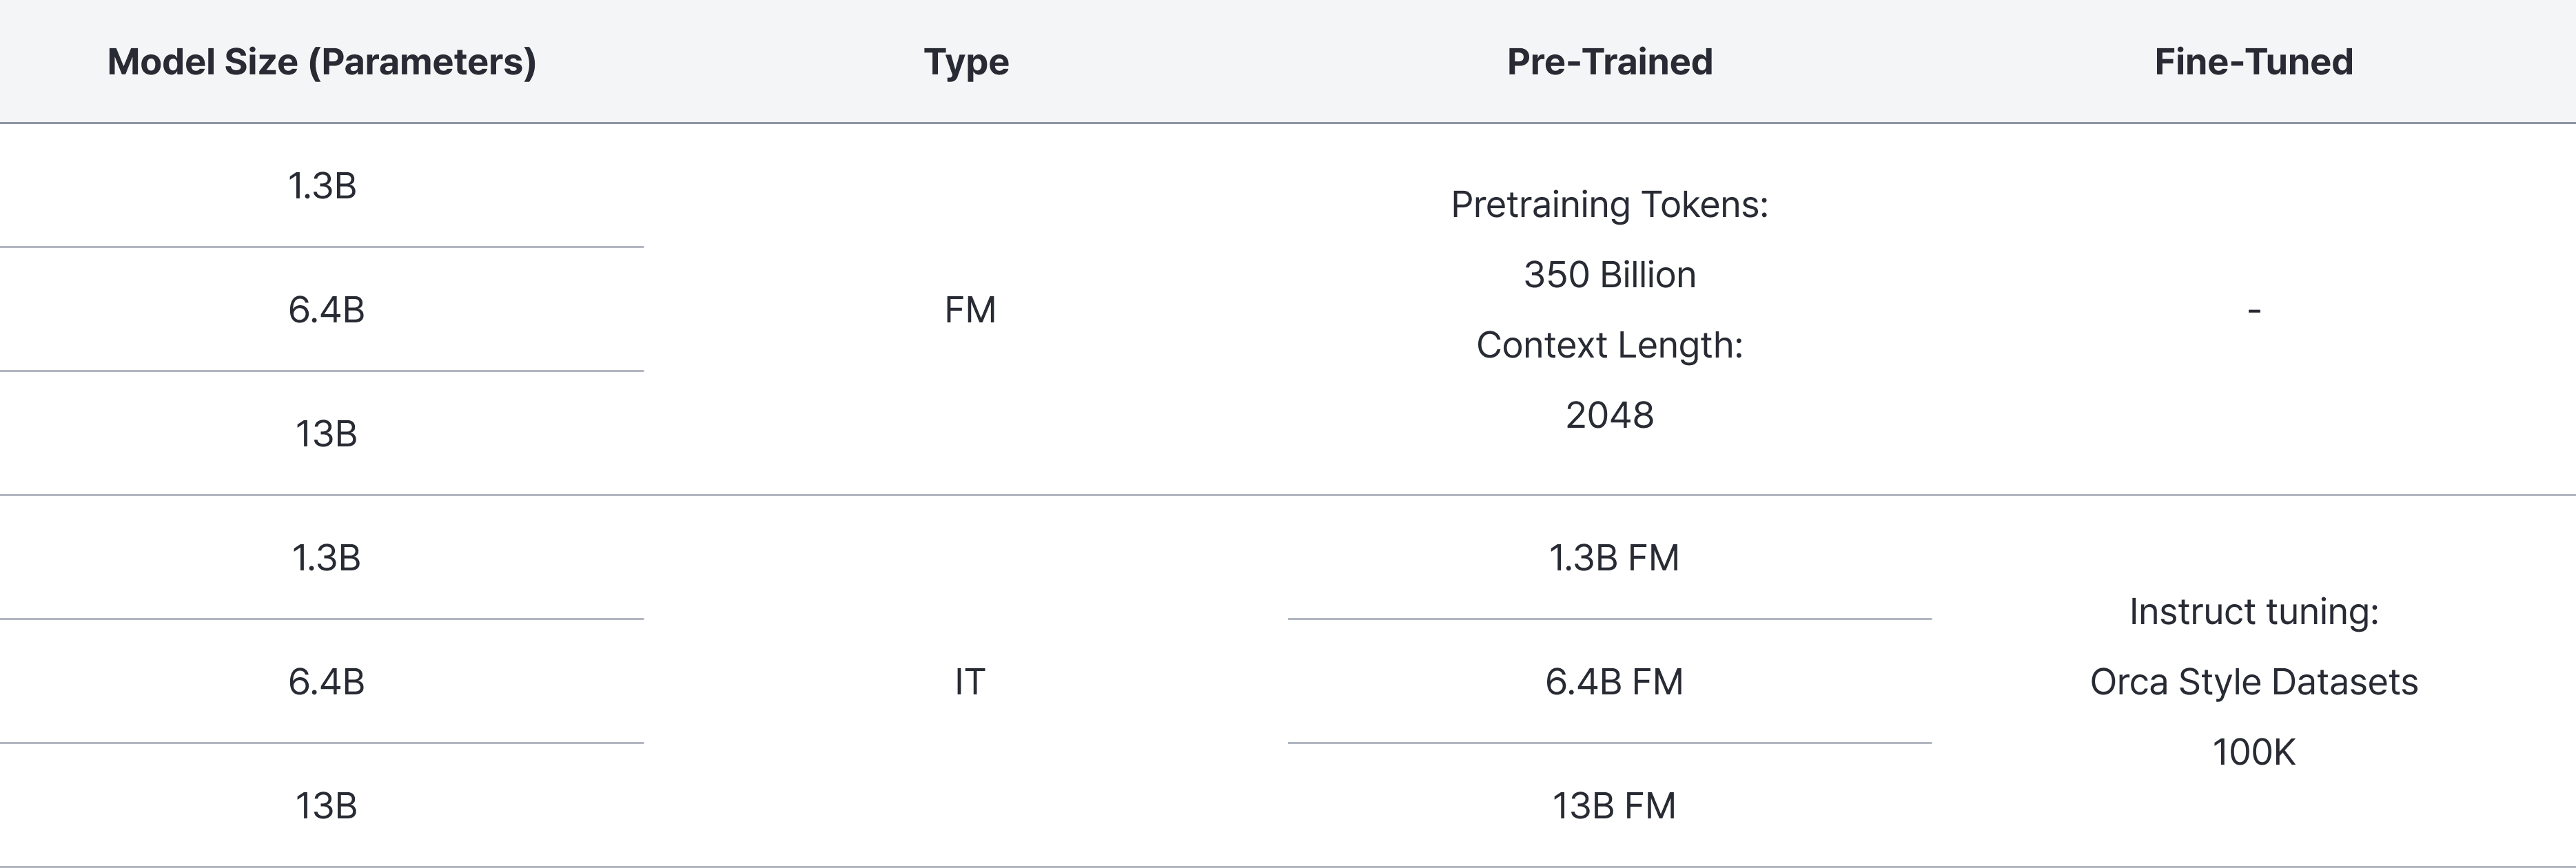 Model Size (Parameters) Type Pre-Trained Fine-Tuned
1.3B
6.4B
13B
FM
Pretraining Tokens:
350 Billion
Context Length:
2048
-
1.3B
6.4B
13B
IT
1.3B FM
6.4B FM
13B FM
Instruct tuning:
Orca Style Datasets
100K